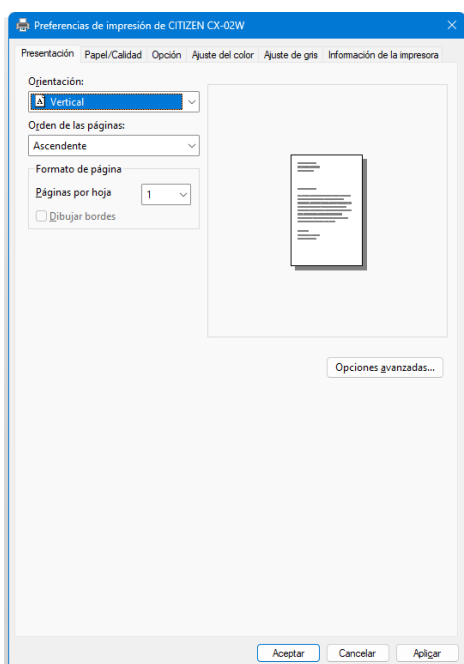 Preferencias de impresión de CITIZEN CX-02W
Presentación Papel/Calidad Opción Ajuste del color Ajuste de gris Información de la impresora
Orientación:
A Vertical
Orden de las páginas:
Ascendente
Formato de página
Páginas por hoja 1
Dibujar bordes
Opciones avanzadas...
Aceptar Cancelar Aplicar